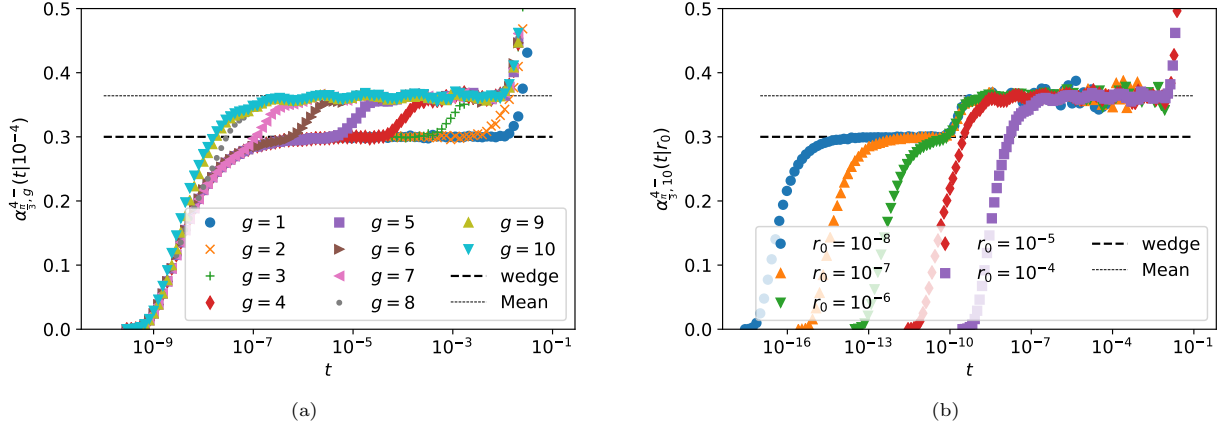 α^{4−}_{π/3, g}(t|10^{−4})
0.5
0.4
0.3
0.2
0.1
0.0
g = 1
g = 2
g = 3
g = 4
g = 5
g = 6
g = 7
g = 8
g = 9
g = 10
wedge
Mean
10^{−9}
10^{−7}
10^{−5}
10^{−3}
10^{−1}
t
(a)
α^{4−}_{π/3, 10}(t|r_0)
0.5
0.4
0.3
0.2
0.1
0.0
r_0 = 10^{−8}
r_0 = 10^{−7}
r_0 = 10^{−6}
r_0 = 10^{−5}
r_0 = 10^{−4}
wedge
Mean
10^{−16}
10^{−13}
10^{−10}
10^{−7}
10^{−4}
10^{−1}
t
(b)